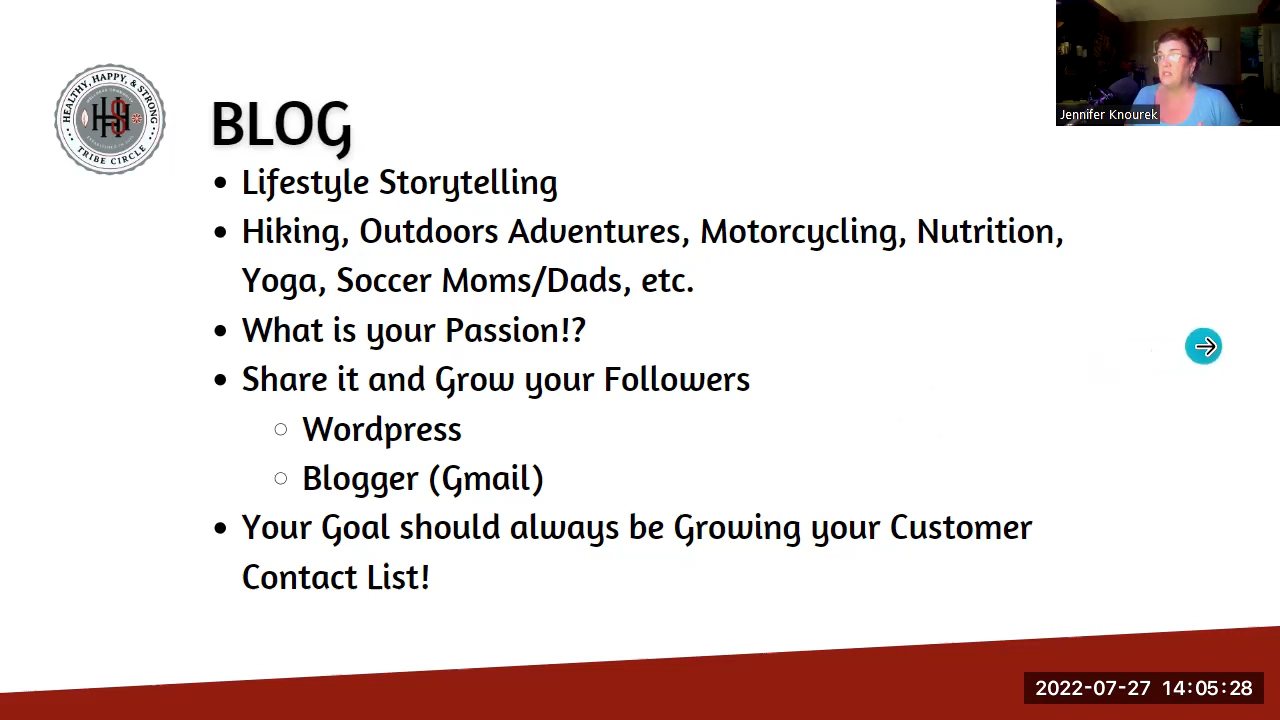 HEALTHY, HAPPY, & STRONG
HHS
TRIBE CIRCLE
Jennifer Knourek
BLOG
• Lifestyle Storytelling
• Hiking, Outdoors Adventures, Motorcycling, Nutrition,
Yoga, Soccer Moms/Dads, etc.
• What is your Passion!?
• Share it and Grow your Followers
○ Wordpress
○ Blogger (Gmail)
• Your Goal should always be Growing your Customer
Contact List!
2022-07-27 14:05:28